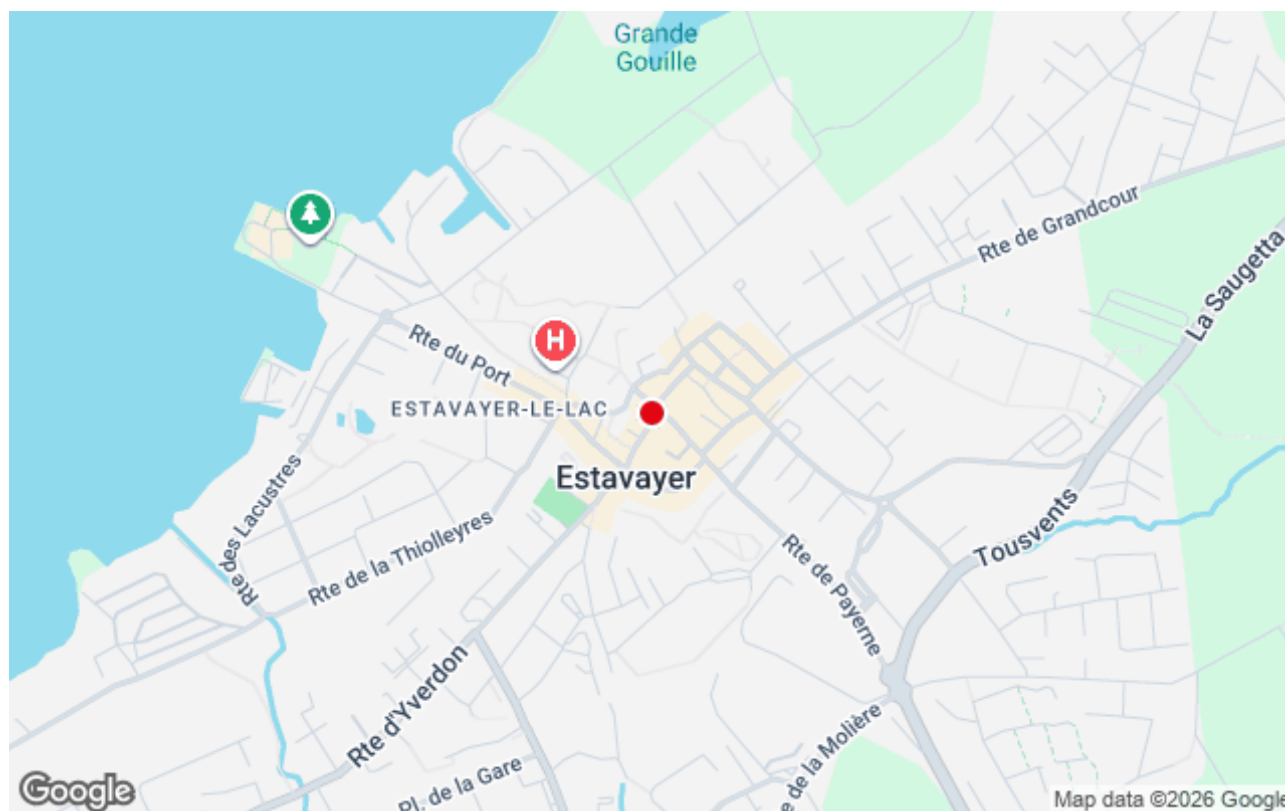 Grande
Gouille
Rte de Grandcour
La Saugetta
H
Rte du Port
ESTAVAYER-LE-LAC
Estavayer
Rte des Lacustres
Rte de la Thiolleyres
Tousvents
Rte de Payerne
Rte d'Yverdon
Pl. de la Gare
e de la Molière
Google
Map data ©2026 Google